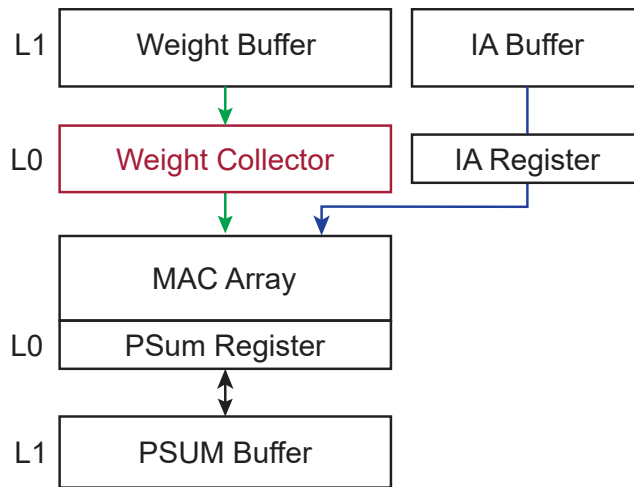 L1 Weight Buffer IA Buffer
L0 Weight Collector IA Register
MAC Array
L0 PSum Register
L1 PSUM Buffer